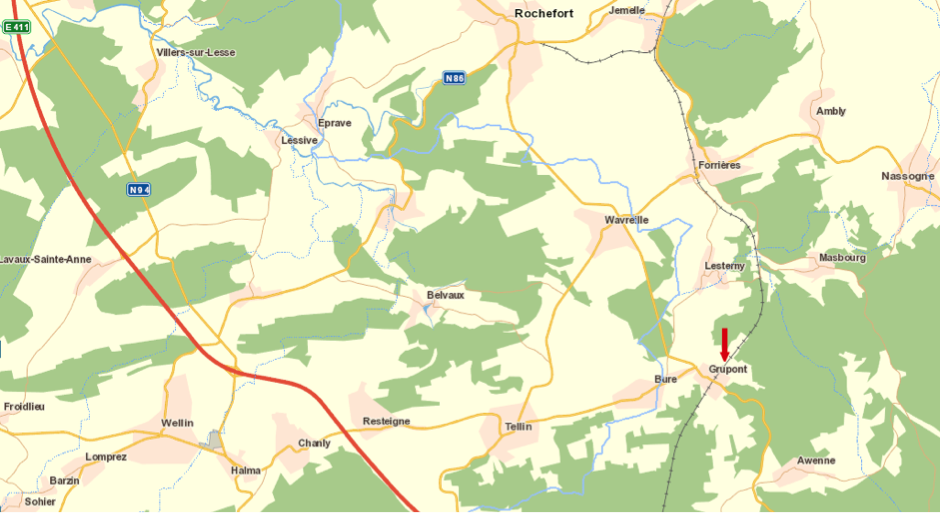 Rochefort
Jemelle
E 411
Villers-sur-Lesse
N86
Ambly
Eprave
Lessive
Forrières
Nassogne
N94
Wavreille
Lavaux-Sainte-Anne
Masbourg
Lesterny
Belvaux
Grupont
Bure
Froidlieu
Wellin
Resteigne
Tellin
Chanly
Lomprez
Halma
Awenne
Barzin
Sohier